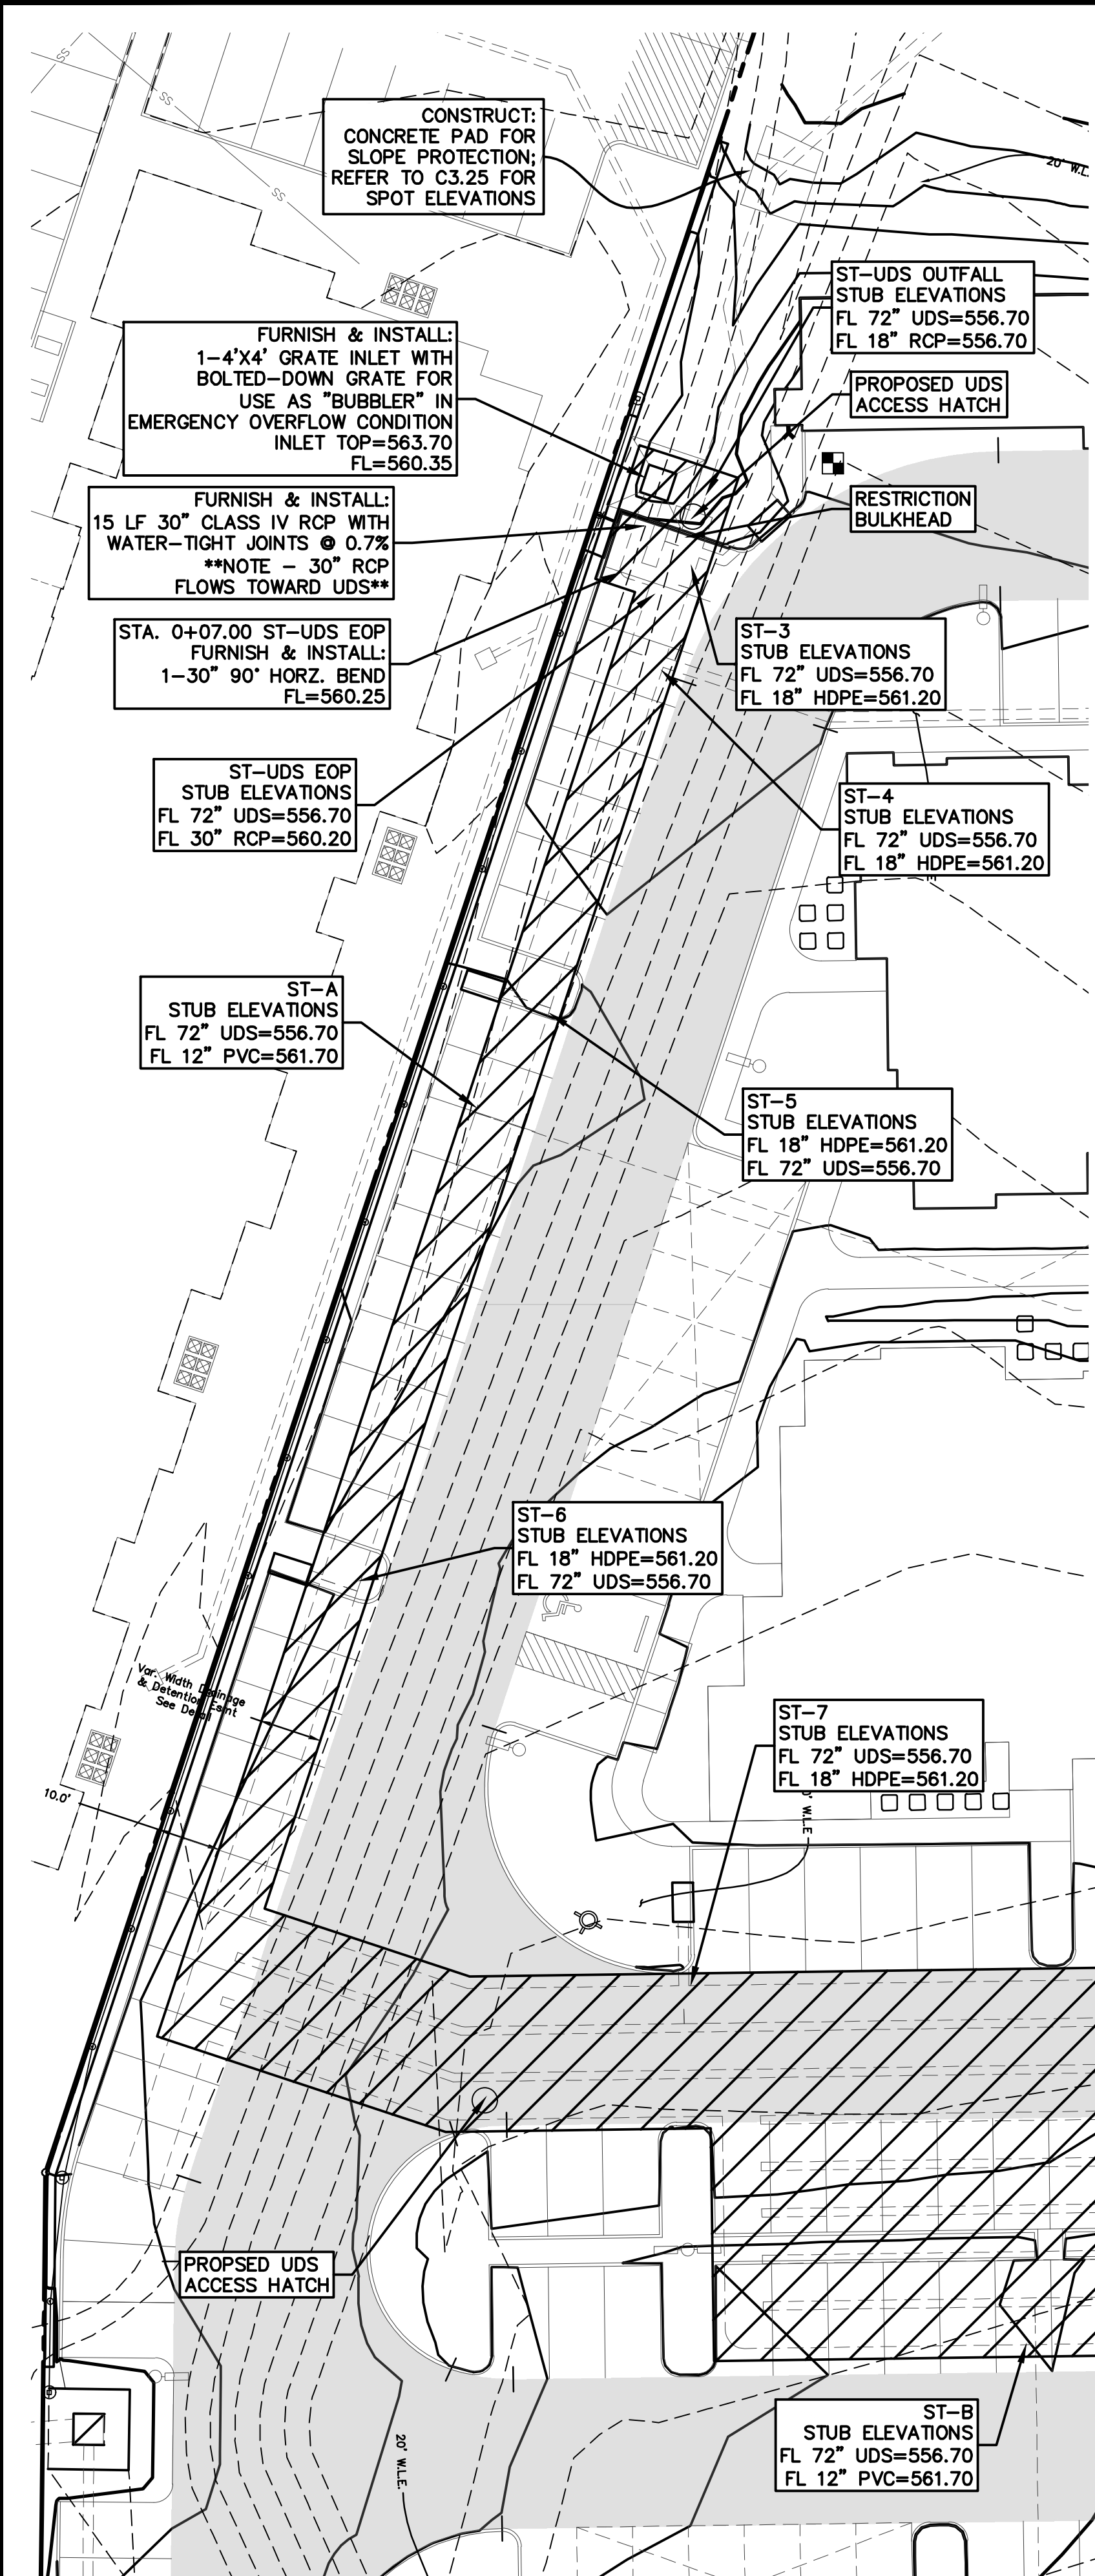 SS
SS
SS
CONSTRUCT:
CONCRETE PAD FOR
SLOPE PROTECTION;
REFER TO C3.25 FOR
SPOT ELEVATIONS
20' W.L.
ST-UDS OUTFALL
STUB ELEVATIONS
FL 72" UDS=556.70
FL 18" RCP=556.70
FURNISH & INSTALL:
1-4'X4' GRATE INLET WITH
BOLTED-DOWN GRATE FOR
USE AS "BUBBLER" IN
EMERGENCY OVERFLOW CONDITION
INLET TOP=563.70
FL=560.35
PROPOSED UDS
ACCESS HATCH
FURNISH & INSTALL:
15 LF 30" CLASS IV RCP WITH
WATER-TIGHT JOINTS @ 0.7%
**NOTE - 30" RCP
FLOWS TOWARD UDS**
RESTRICTION
BULKHEAD
STA. 0+07.00 ST-UDS EOP
FURNISH & INSTALL:
1-30" 90° HORZ. BEND
FL=560.25
ST-3
STUB ELEVATIONS
FL 72" UDS=556.70
FL 18" HDPE=561.20
ST-UDS EOP
STUB ELEVATIONS
FL 72" UDS=556.70
FL 30" RCP=560.20
ST-4
STUB ELEVATIONS
FL 72" UDS=556.70
FL 18" HDPE=561.20
ST-A
STUB ELEVATIONS
FL 72" UDS=556.70
FL 12" PVC=561.70
ST-5
STUB ELEVATIONS
FL 18" HDPE=561.20
FL 72" UDS=556.70
ST-6
STUB ELEVATIONS
FL 18" HDPE=561.20
FL 72" UDS=556.70
Var. Width Drainage
& Detention Esmt
See Detail
ST-7
STUB ELEVATIONS
FL 72" UDS=556.70
FL 18" HDPE=561.20
10.0'
' W.L.E.
PROPSED UDS
ACCESS HATCH
20' W.L.E.
ST-B
STUB ELEVATIONS
FL 72" UDS=556.70
FL 12" PVC=561.70